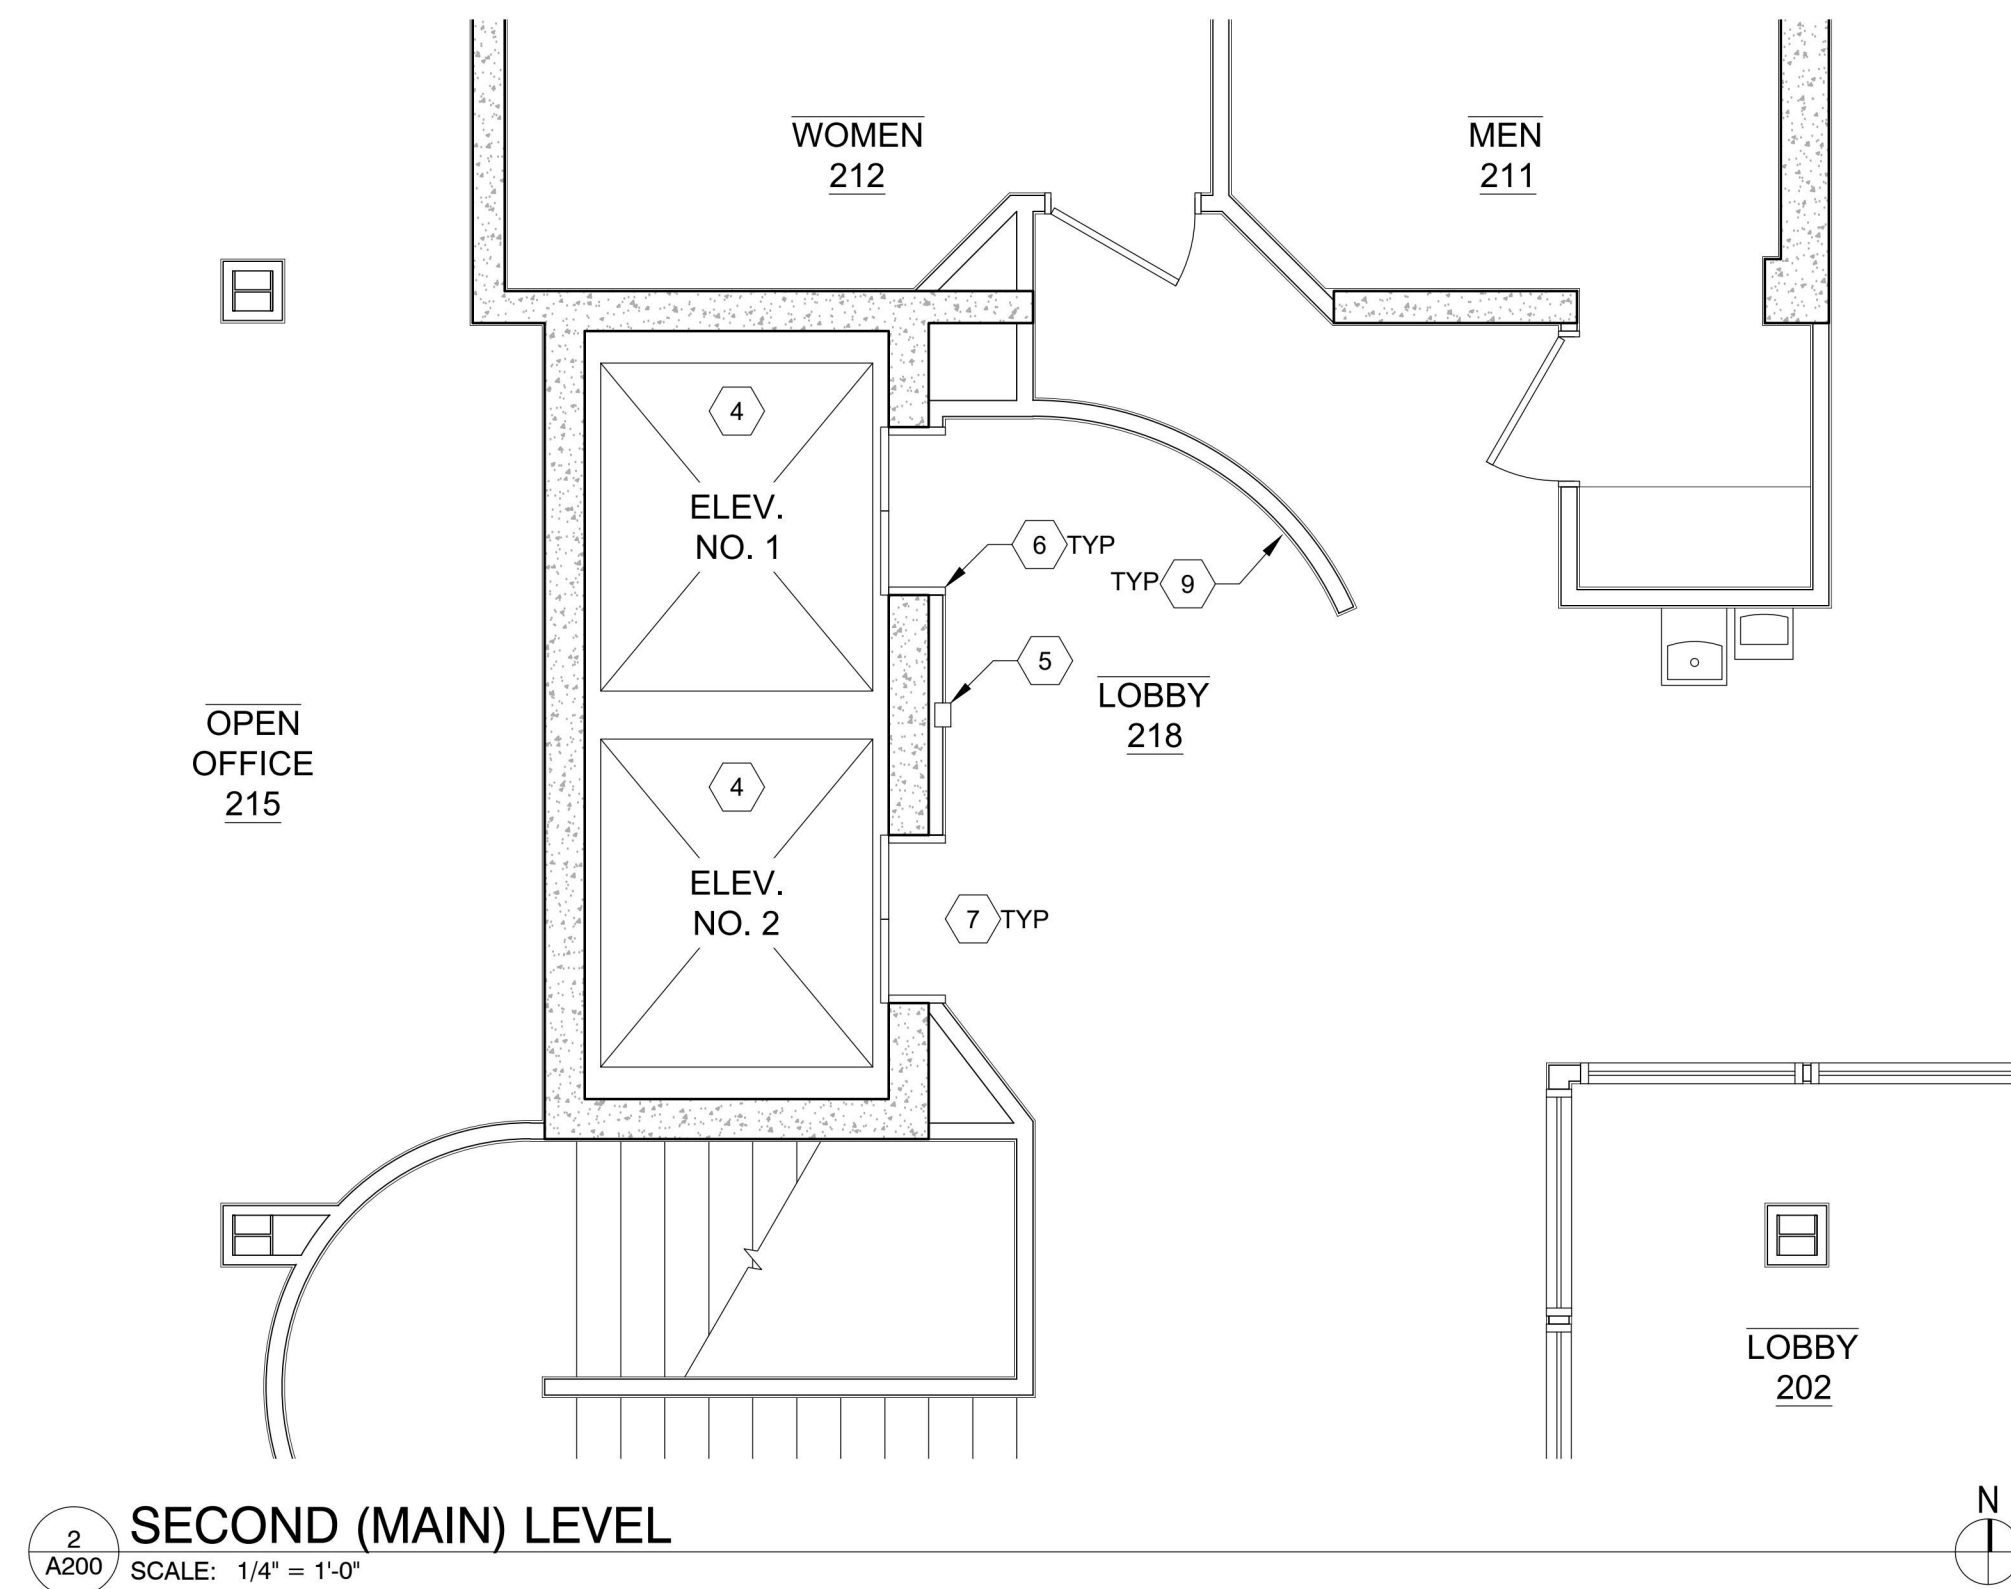 WOMEN
212
MEN
211
4
ELEV.
NO. 1
6 TYP
TYP 9
5
LOBBY
218
OPEN
OFFICE
215
4
ELEV.
NO. 2
7 TYP
LOBBY
202
2
A200
SECOND (MAIN) LEVEL
SCALE: 1/4" = 1'-0"
N